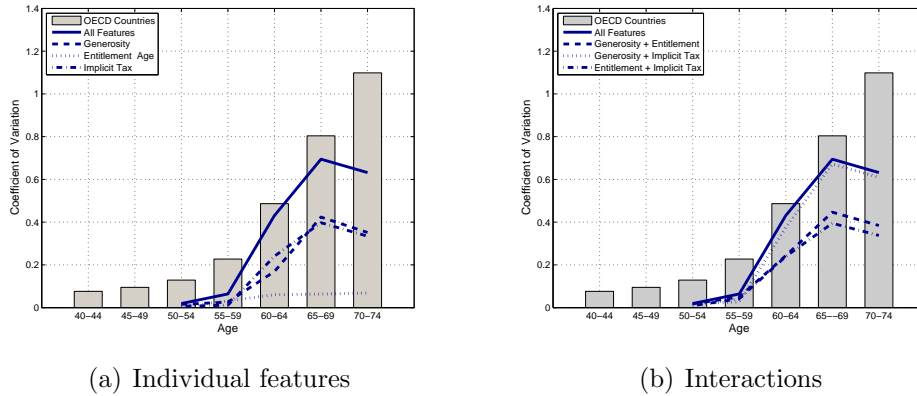 1.4
1.2
1
0.8
0.6
0.4
0.2
0
Coefficient of Variation
OECD Countries
All Features
Generosity
Entitlement Age
Implicit Tax
40−44 45−49 50−54 55−59 60−64 65−69 70−74
Age
(a) Individual features
1.4
1.2
1
0.8
0.6
0.4
0.2
0
Coefficient of Variation
OECD Countries
All Features
Generosity + Entitlement
Generosity + Implicit Tax
Entitlement + Implicit Tax
40−44 45−49 50−54 55−59 60−64 65−−69 70−74
Age
(b) Interactions